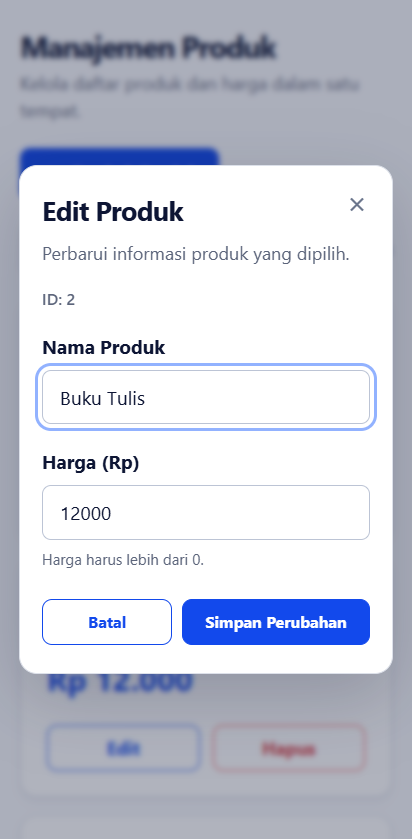 Manajemen Produk
Kelola daftar produk dan harga dalam satu
tempat.
Edit Produk
×
Perbarui informasi produk yang dipilih.
ID: 2
Nama Produk
Buku Tulis
Harga (Rp)
12000
Harga harus lebih dari 0.
Batal
Simpan Perubahan
Rp 12.000
Edit
Hapus